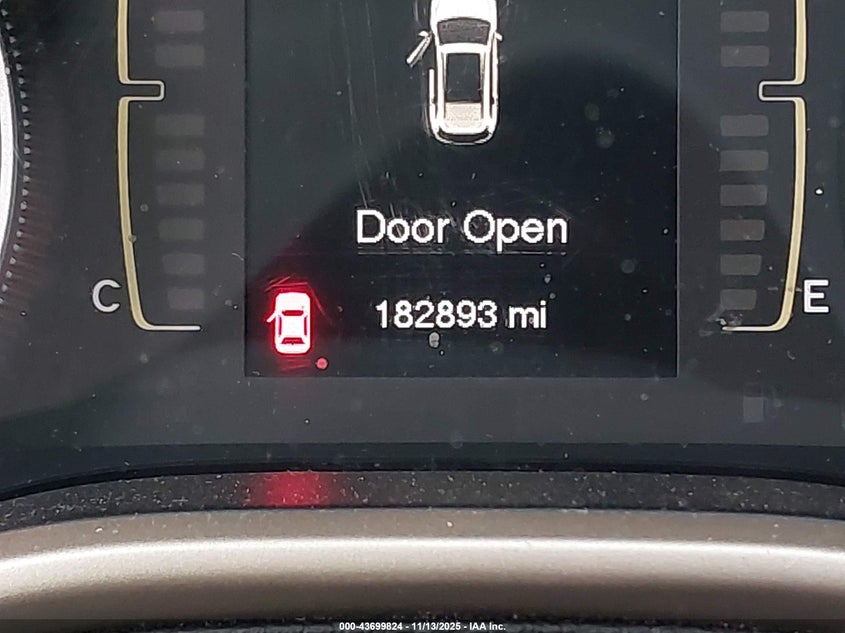 Door Open
C
E
182893 mi
000-43699824 - 11/13/2025 - IAA Inc.